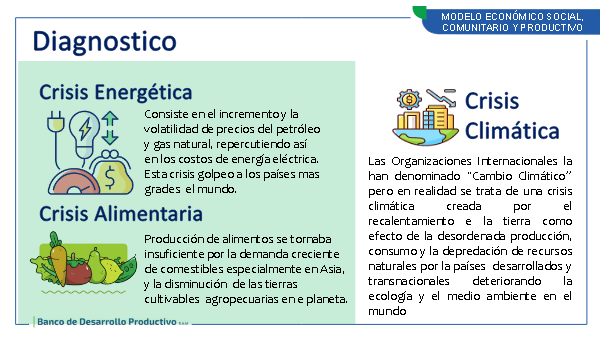 MODELO ECONÓMICO SOCIAL,
COMUNITARIO Y PRODUCTIVO
Diagnostico
Crisis Energética
Consiste en el incremento y la
volatilidad de precios del petróleo
y gas natural, repercutiendo así
en los costos de energía eléctrica.
Esta crisis golpeo a los países mas
grades el mundo.
Crisis Alimentaria
Producción de alimentos se tornaba
insuficiente por la demanda creciente
de comestibles especialmente en Asia,
y la disminución de las tierras
cultivables agropecuarias en e planeta.
Crisis
Climática
Las Organizaciones Internacionales la
han denominado “Cambio Climático”
pero en realidad se trata de una crisis
climática creada por el
recalentamiento e la tierra como
efecto de la desordenada producción,
consumo y la depredación de recursos
naturales por la países desarrollados y
transnacionales deteriorando la
ecología y el medio ambiente en el
mundo
Banco de Desarrollo Productivo